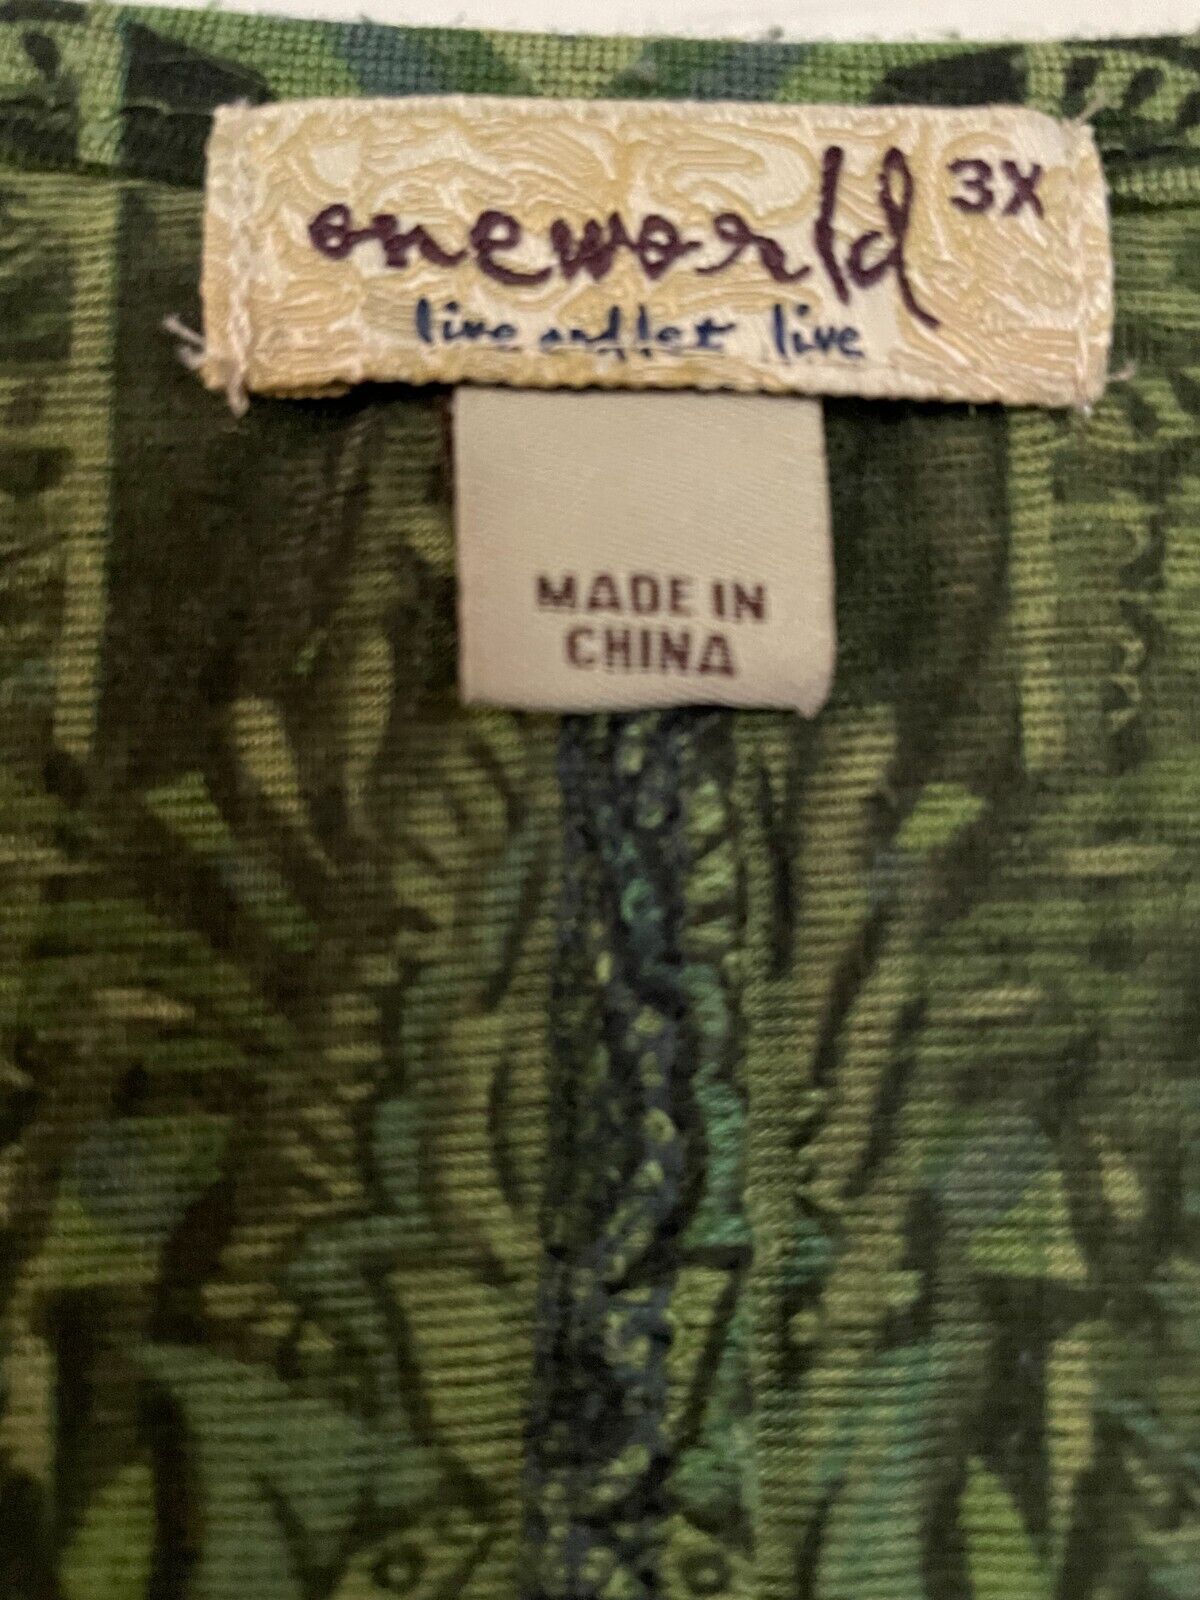 oneworld 3X
live and let live
MADE IN
CHINA